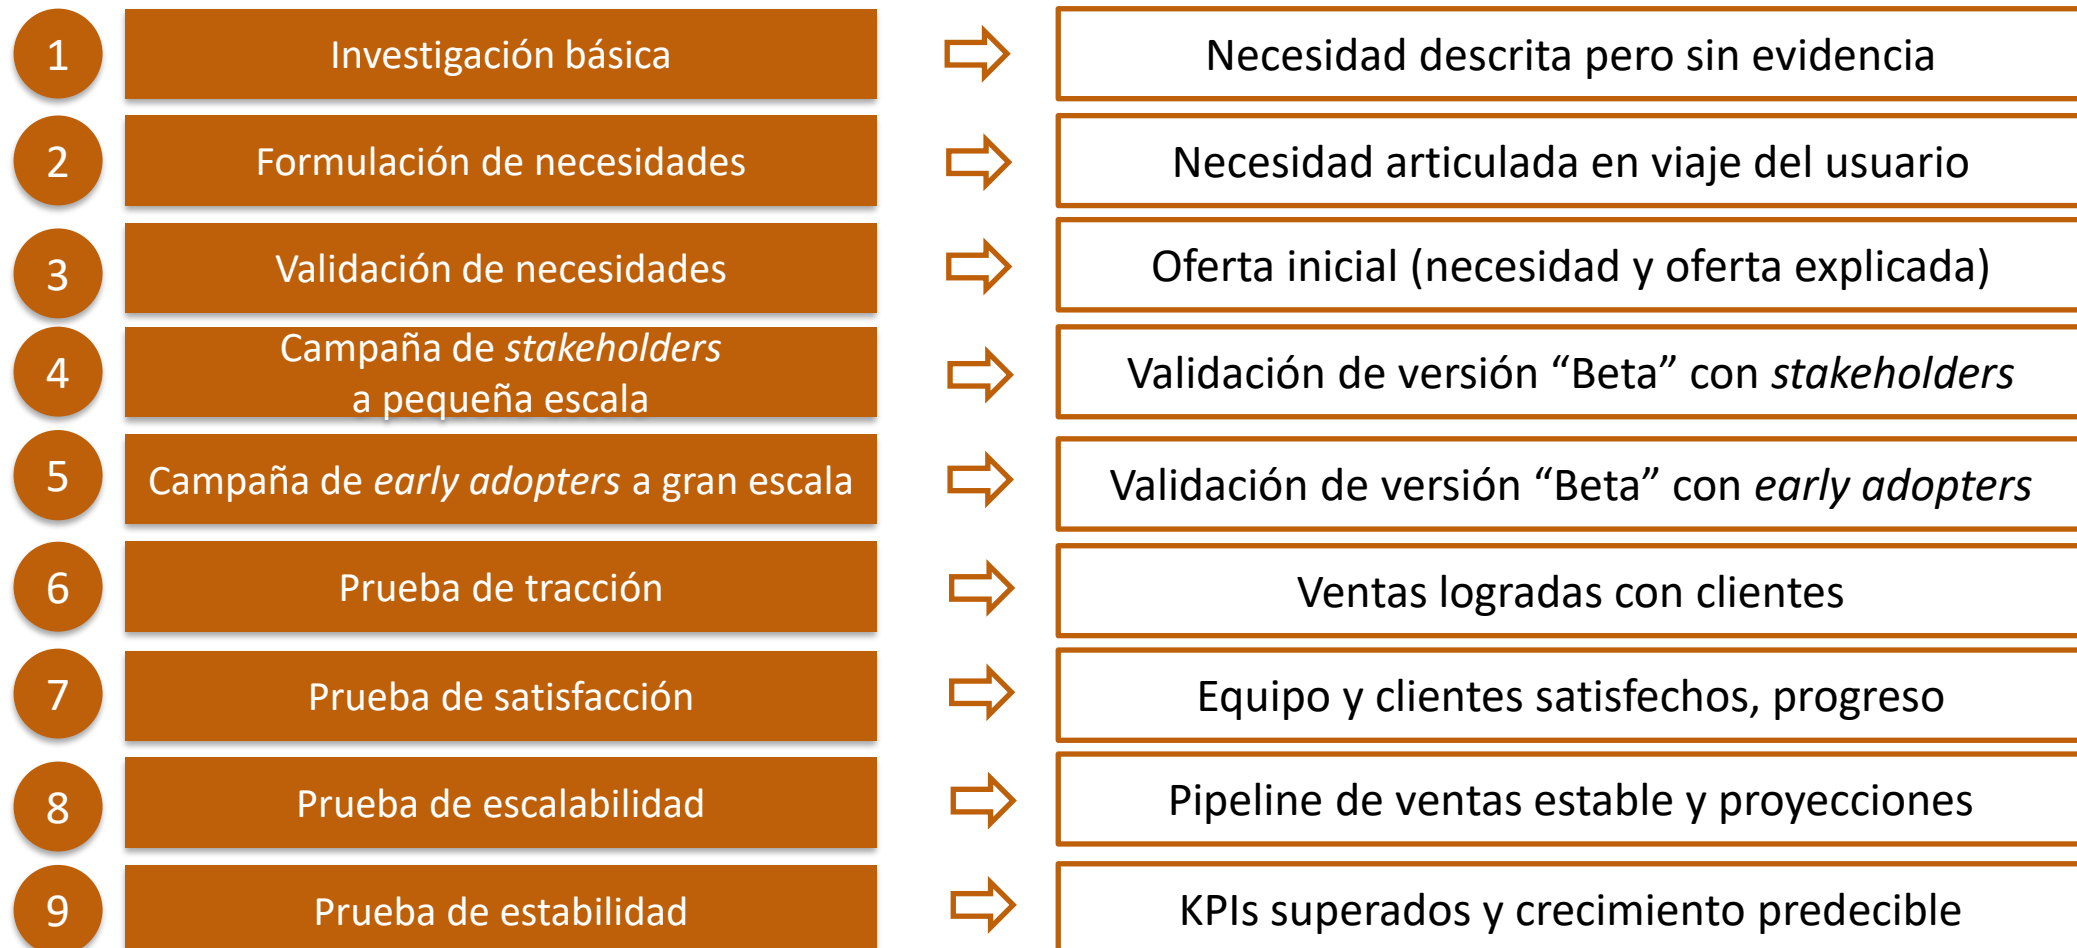 1
Investigación básica
Necesidad descrita pero sin evidencia
2
Formulación de necesidades
Necesidad articulada en viaje del usuario
3
Validación de necesidades
Oferta inicial (necesidad y oferta explicada)
4
Campaña de stakeholders
a pequeña escala
Validación de versión “Beta” con stakeholders
5
Campaña de early adopters a gran escala
Validación de versión “Beta” con early adopters
6
Prueba de tracción
Ventas logradas con clientes
7
Prueba de satisfacción
Equipo y clientes satisfechos, progreso
8
Prueba de escalabilidad
Pipeline de ventas estable y proyecciones
9
Prueba de estabilidad
KPIs superados y crecimiento predecible